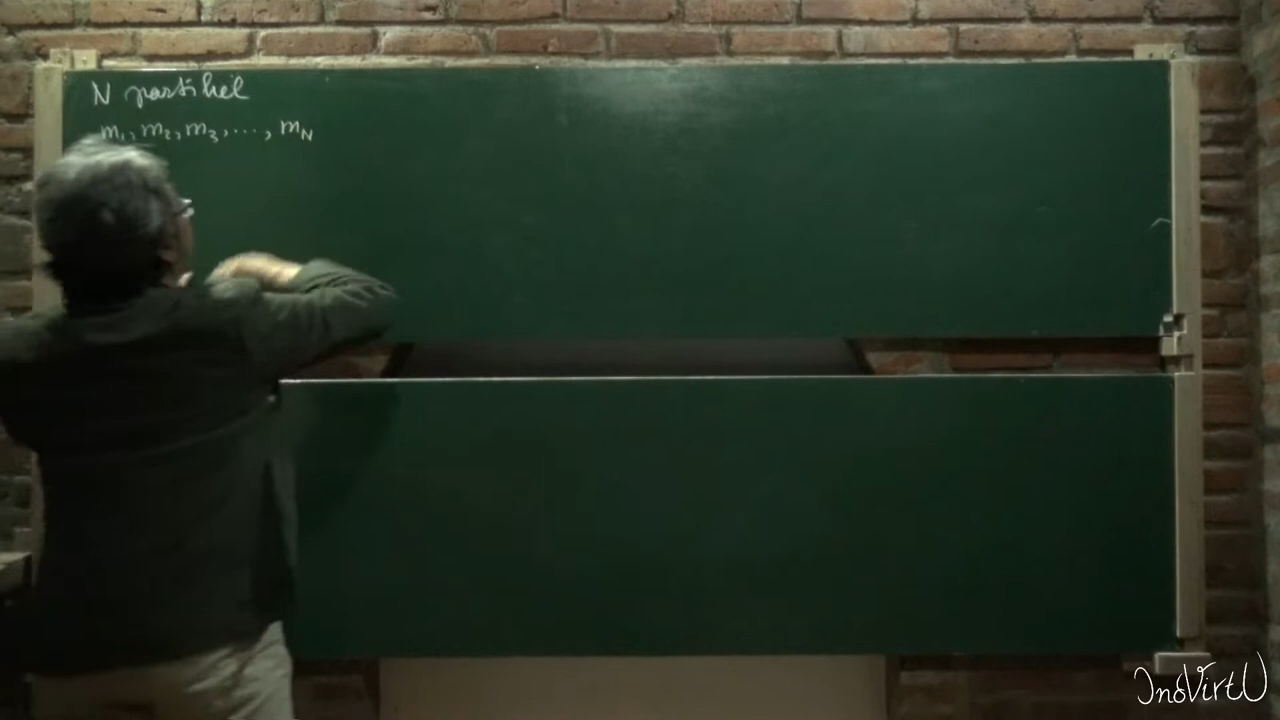 N partikel
m₁, m₂, m₃, ..., m_N
InoVirtU